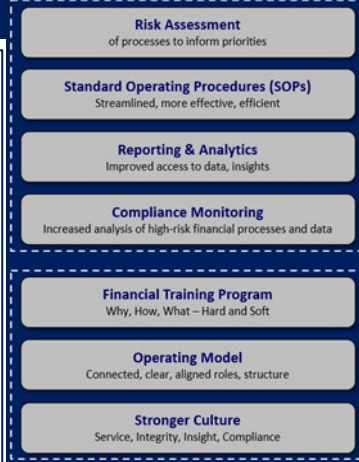 Risk Assessment
of processes to inform priorities
Standard Operating Procedures (SOPs)
Streamlined, more effective, efficient
Reporting & Analytics
Improved access to data, insights
Compliance Monitoring
Increased analysis of high-risk financial processes and data
Financial Training Program
Why, How, What – Hard and Soft
Operating Model
Connected, clear, aligned roles, structure
Stronger Culture
Service, Integrity, Insight, Compliance